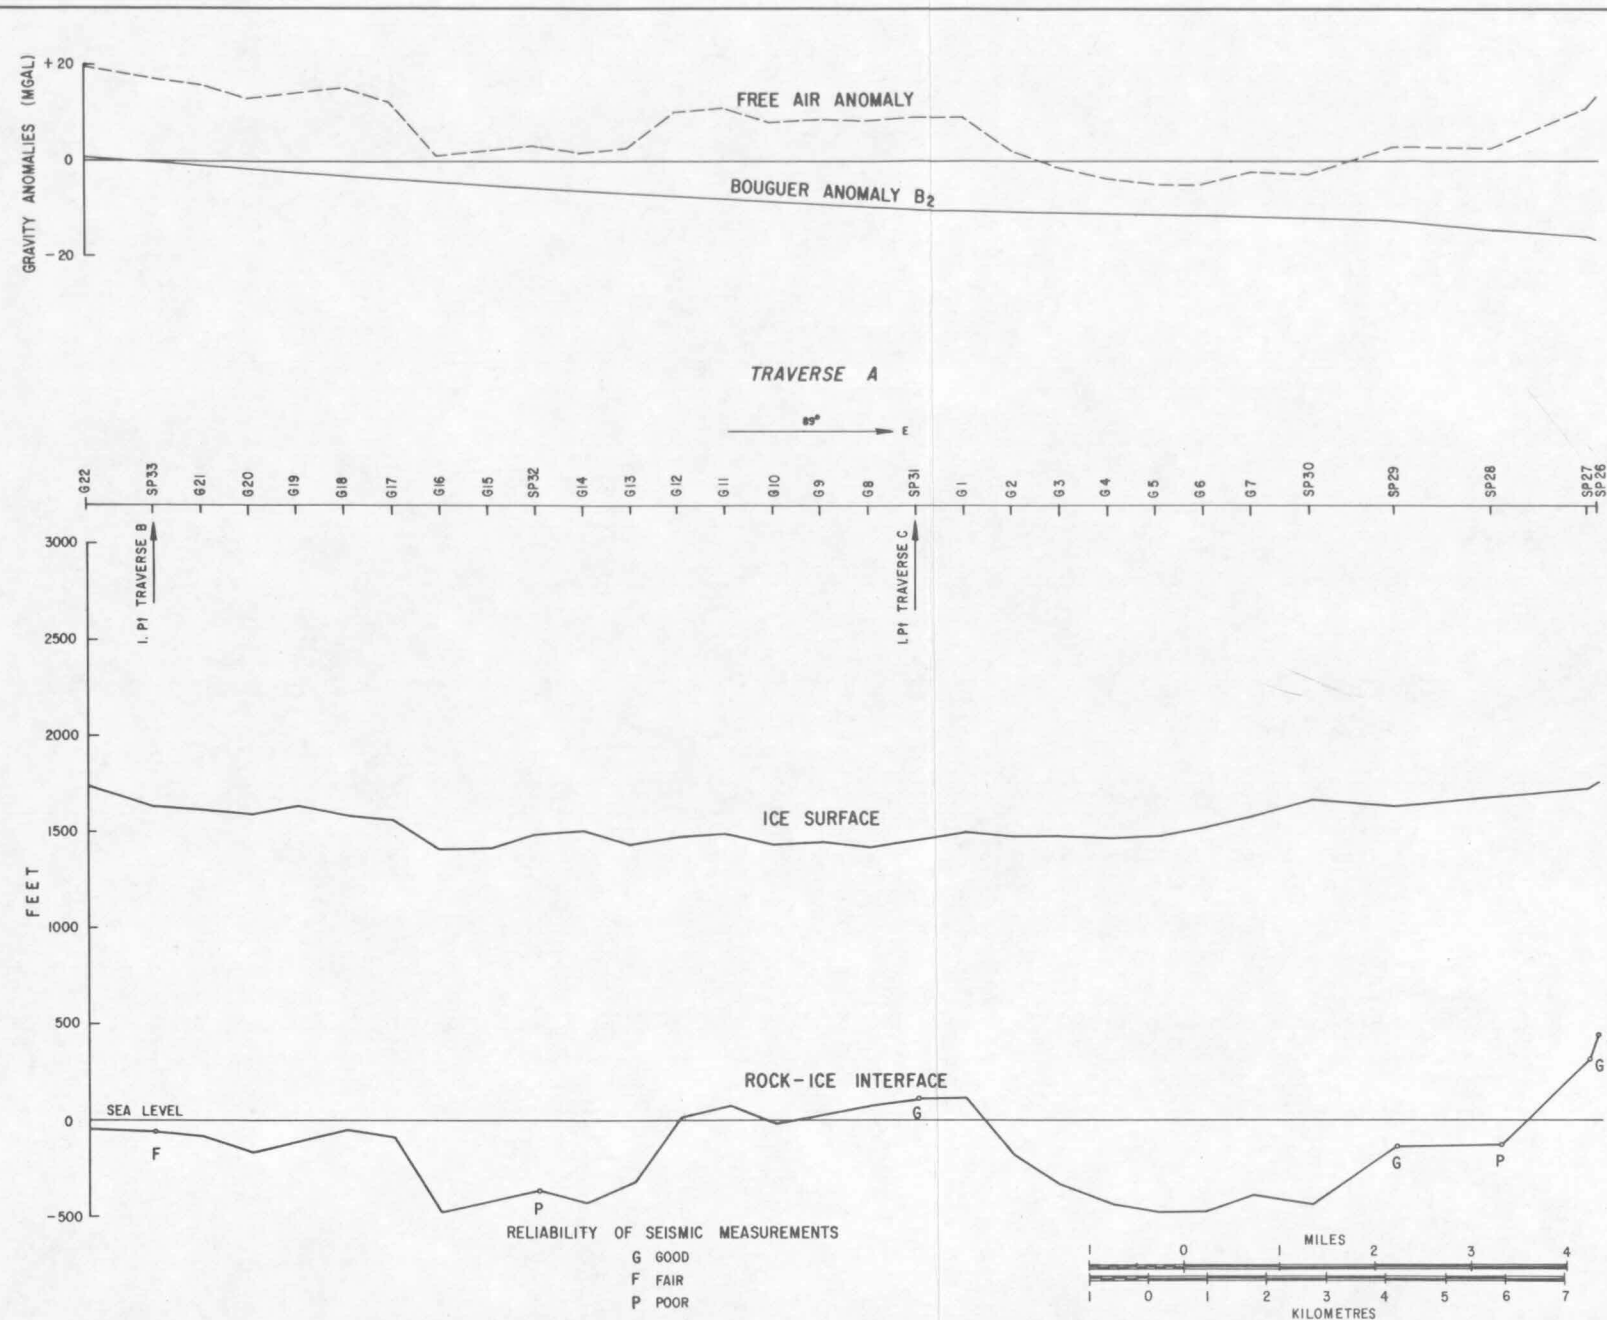 GRAVITY ANOMALIES (MGAL)
+20
0
-20
FREE AIR ANOMALY
BOUGUER ANOMALY B2
TRAVERSE A
89°
E
G22 SP33 G21 G20 G19 G18 G17 G16 G15 SP32 G14 G13 G12 G11 G10 G9 G8 SP31 G1 G2 G3 G4 G5 G6 G7 SP30 SP29 SP28 SP27 SP26
I. Pt TRAVERSE B
I.Pt TRAVERSE C
FEET
3000
2500
2000
1500
1000
500
0
-500
ICE SURFACE
ROCK-ICE INTERFACE
SEA LEVEL
F
P
G
G
P
G
RELIABILITY OF SEISMIC MEASUREMENTS
G GOOD
F FAIR
P POOR
MILES
1 0 1 2 3 4
1 0 1 2 3 4 5 6 7
KILOMETRES